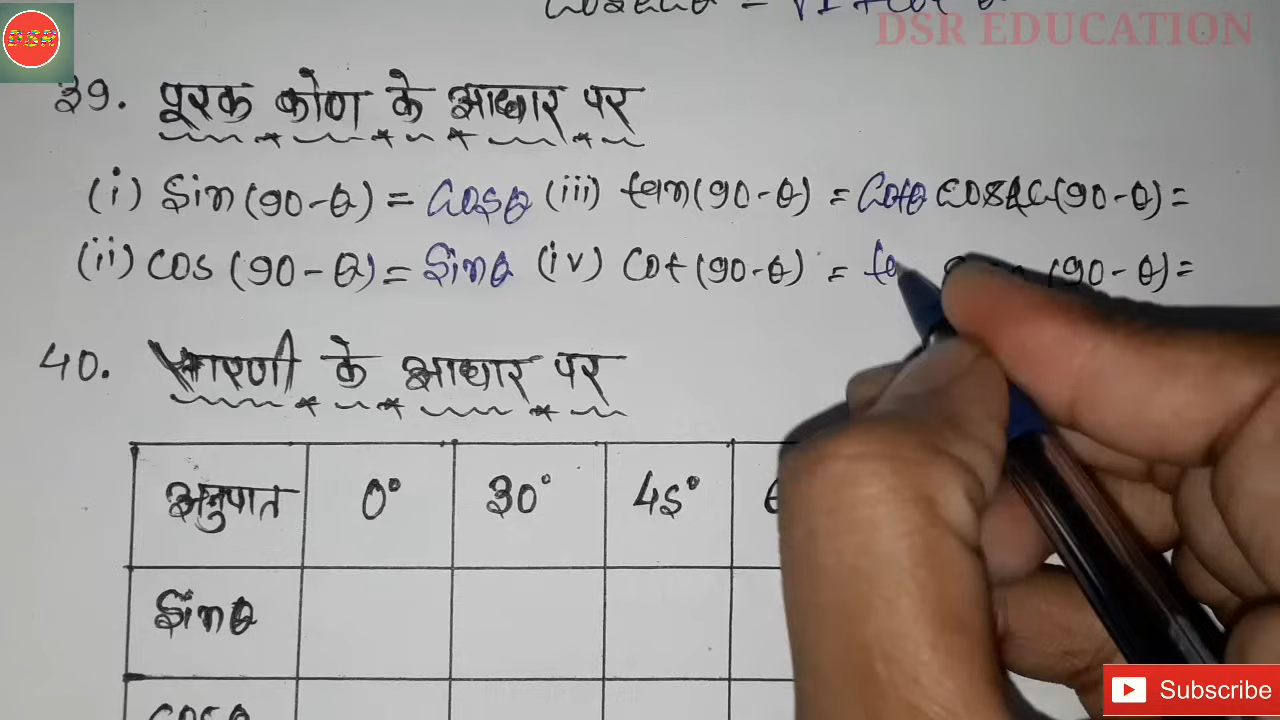 DSR
DSR EDUCATION
39. पूरक कोण के आधार पर
(i) Sin(90-θ) = Cosθ (iii) tan(90-θ) = Cotθ cosec(90-θ)=
(ii) cos (90-θ)= Sinθ (iv) Cot (90-θ) = (90-θ)=
40. सारणी के आधार पर
अनुपात 0° 30° 45°
Sinθ
cosθ
Subscribe